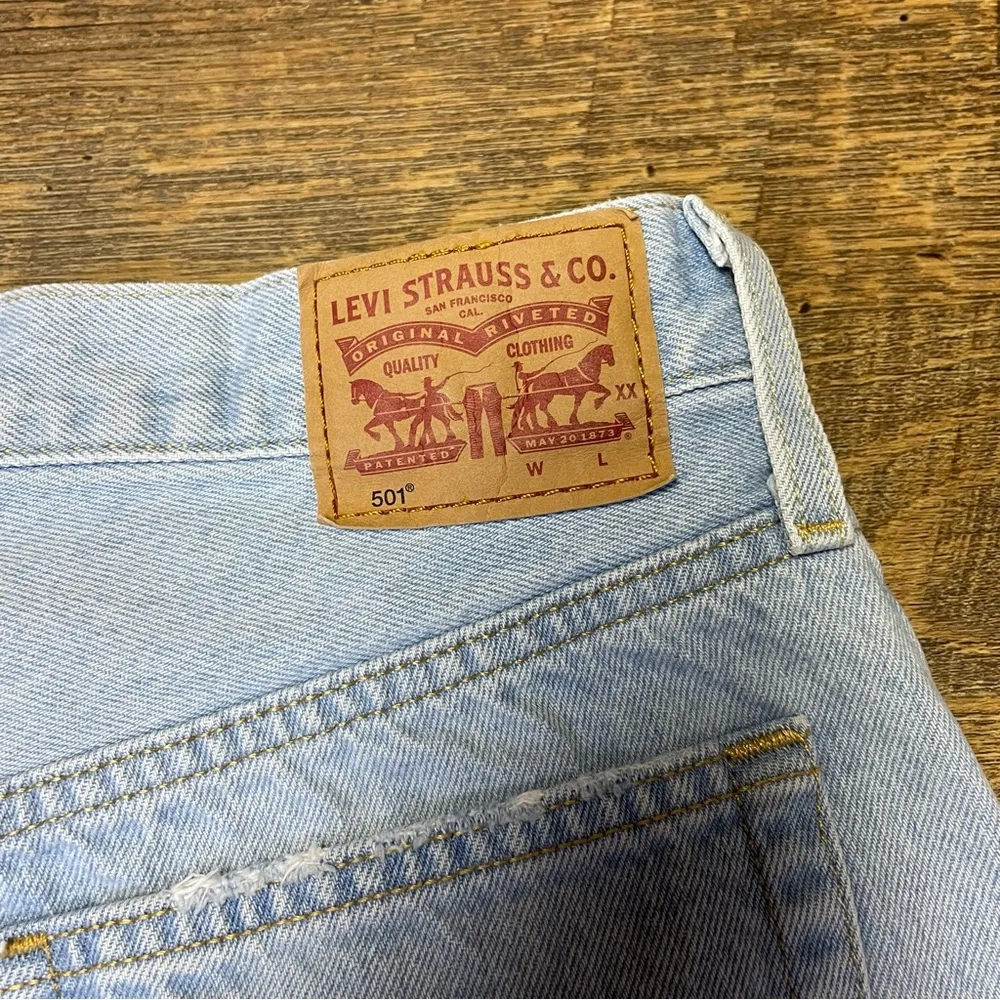 LEVI STRAUSS & CO.
SAN FRANCISCO
CAL.
ORIGINAL RIVETED
QUALITY CLOTHING
XX
PATENTED MAY 20 1873 ®
W L
501®